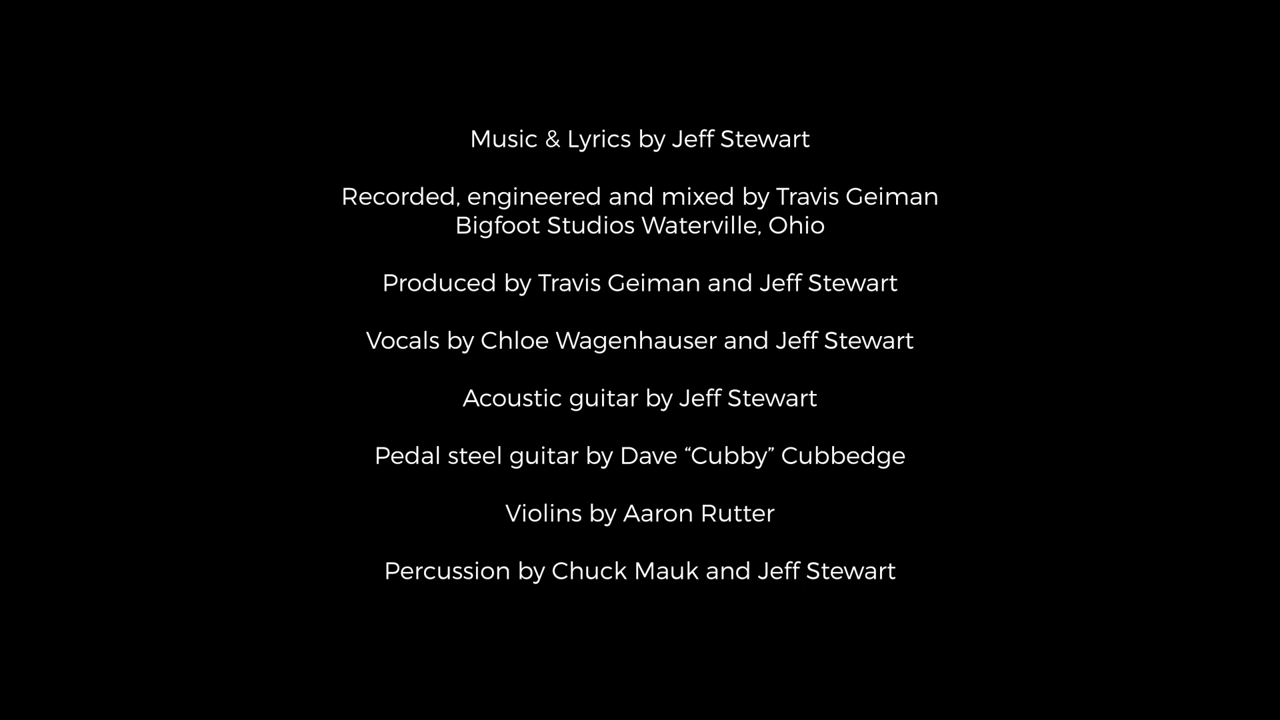 Music & Lyrics by Jeff Stewart
Recorded, engineered and mixed by Travis Geiman
Bigfoot Studios Waterville, Ohio
Produced by Travis Geiman and Jeff Stewart
Vocals by Chloe Wagenhauser and Jeff Stewart
Acoustic guitar by Jeff Stewart
Pedal steel guitar by Dave “Cubby” Cubbedge
Violins by Aaron Rutter
Percussion by Chuck Mauk and Jeff Stewart